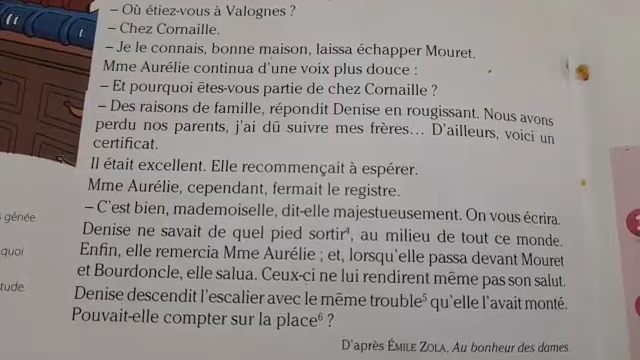 – Où étiez-vous à Valognes ?
– Chez Cornaille.
– Je le connais, bonne maison, laissa échapper Mouret.
Mme Aurélie continua d'une voix plus douce :
– Et pourquoi êtes-vous partie de chez Cornaille ?
– Des raisons de famille, répondit Denise en rougissant. Nous avons
perdu nos parents, j'ai dû suivre mes frères... D'ailleurs, voici un
certificat.
Il était excellent. Elle recommençait à espérer.
Mme Aurélie, cependant, fermait le registre.
– C'est bien, mademoiselle, dit-elle majestueusement. On vous écrira.
Denise ne savait de quel pied sortir⁴, au milieu de tout ce monde.
Enfin, elle remercia Mme Aurélie ; et, lorsqu'elle passa devant Mouret
et Bourdoncle, elle salua. Ceux-ci ne lui rendirent même pas son salut.
Denise descendit l'escalier avec le même trouble⁵ qu'elle l'avait monté.
Pouvait-elle compter sur la place⁶ ?
D'après ÉMILE ZOLA, Au bonheur des dames.
gênée.
quoi